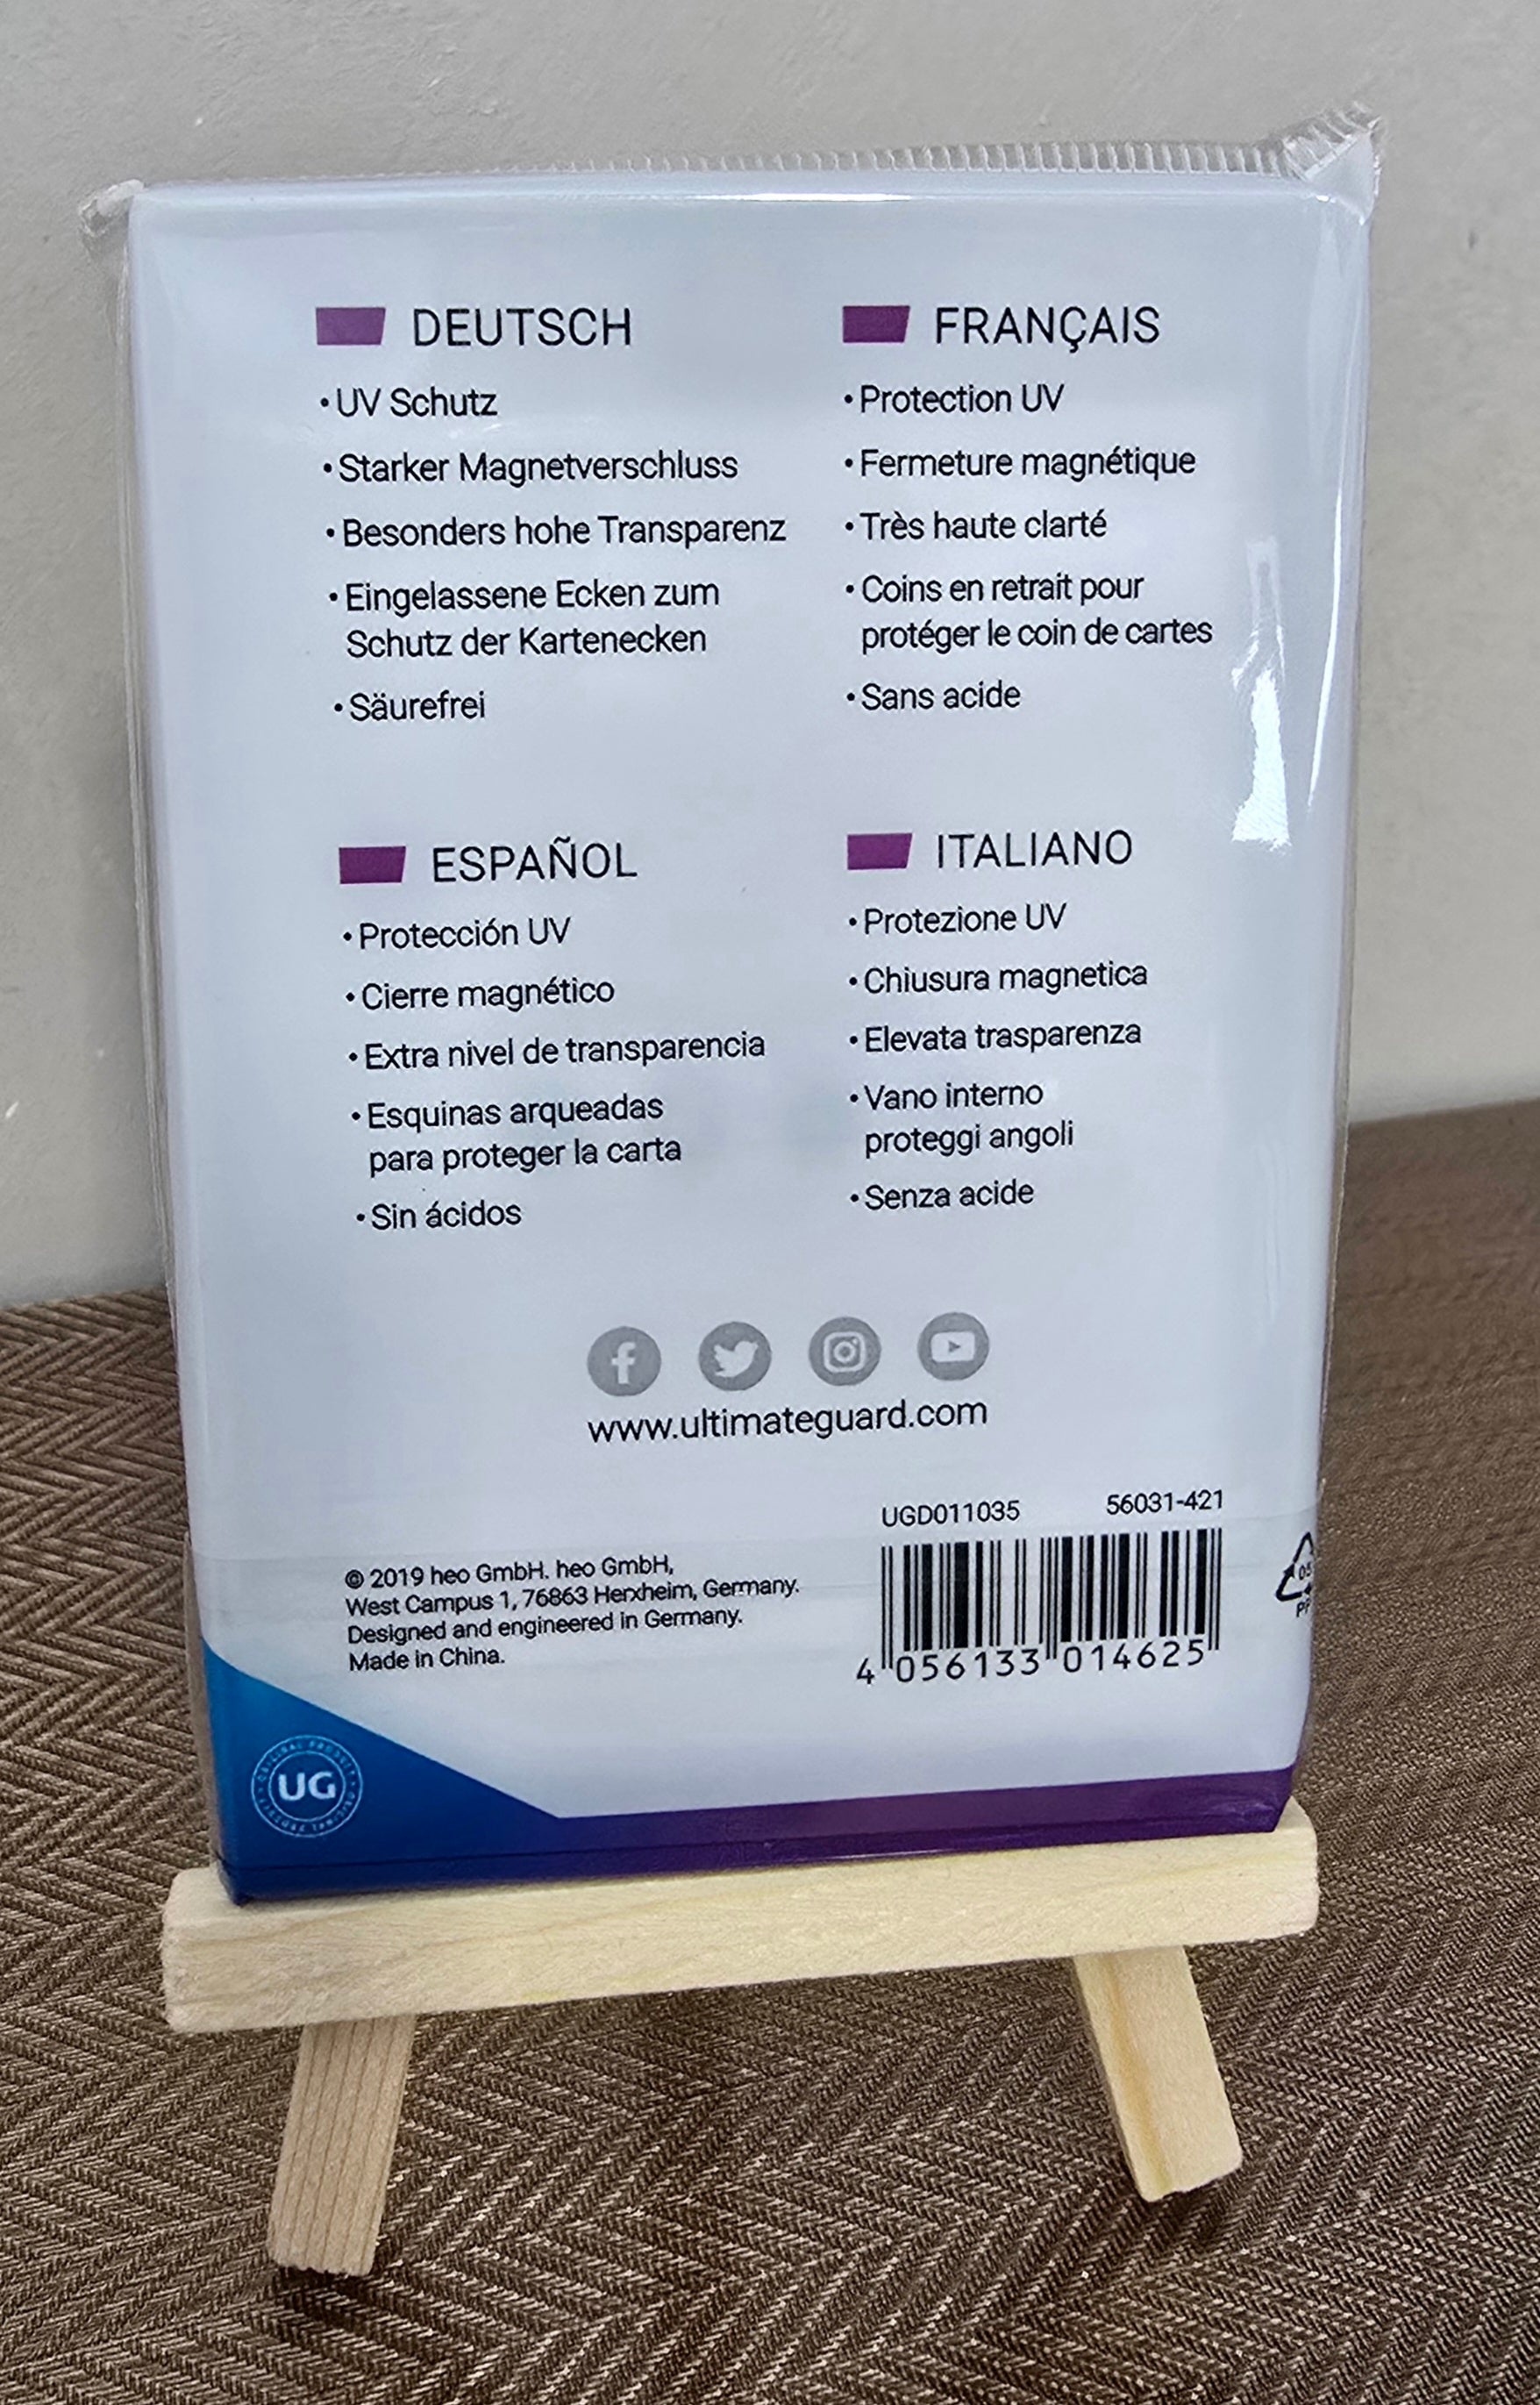 DEUTSCH
• UV Schutz
• Starker Magnetverschluss
• Besonders hohe Transparenz
• Eingelassene Ecken zum
Schutz der Kartenecken
• Säurefrei
FRANÇAIS
• Protection UV
• Fermeture magnétique
• Très haute clarté
• Coins en retrait pour
protéger le coin de cartes
• Sans acide
ESPAÑOL
• Protección UV
• Cierre magnético
• Extra nivel de transparencia
• Esquinas arqueadas
para proteger la carta
• Sin ácidos
ITALIANO
• Protezione UV
• Chiusura magnetica
• Elevata trasparenza
• Vano interno
proteggi angoli
• Senza acide
www.ultimateguard.com
© 2019 heo GmbH. heo GmbH,
West Campus 1, 76863 Herxheim, Germany.
Designed and engineered in Germany.
Made in China.
UGD011035 56031-421
4 056133 014625
UG
ORIGINAL PRODUCT • ORIGINAL PRODUCT •